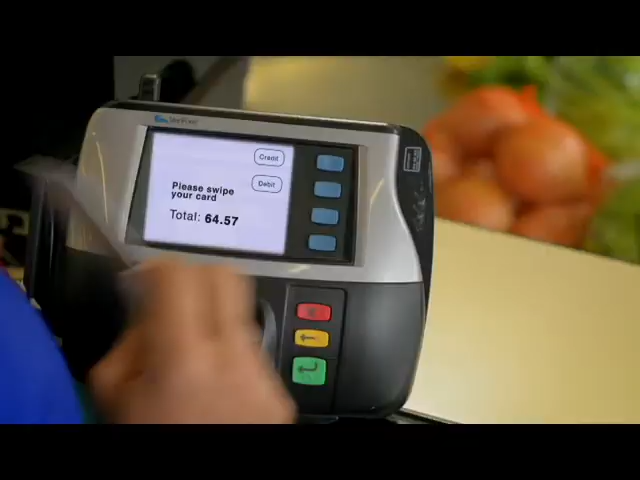 Credit
Debit
Please swipe
your card
Total: 64.57